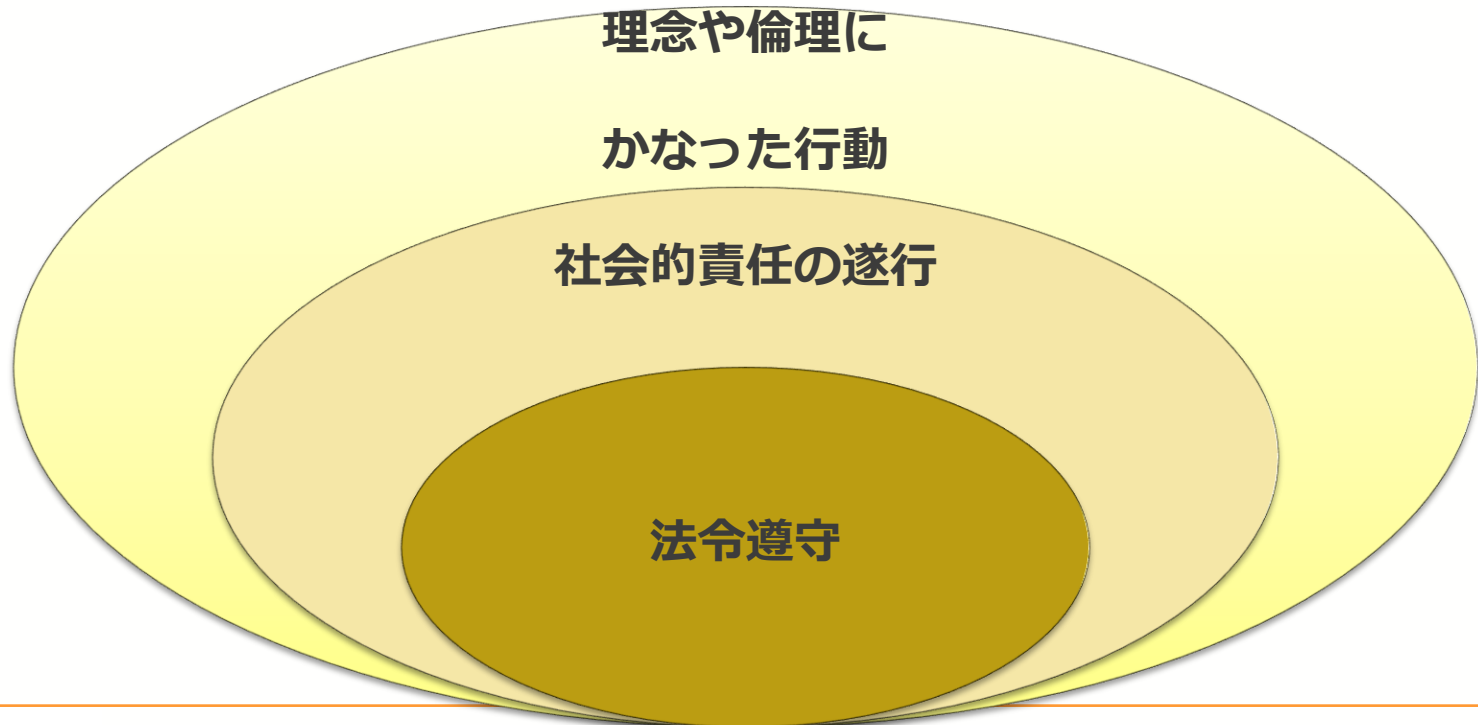 理念や倫理に
かなった行動
社会的責任の遂行
法令遵守